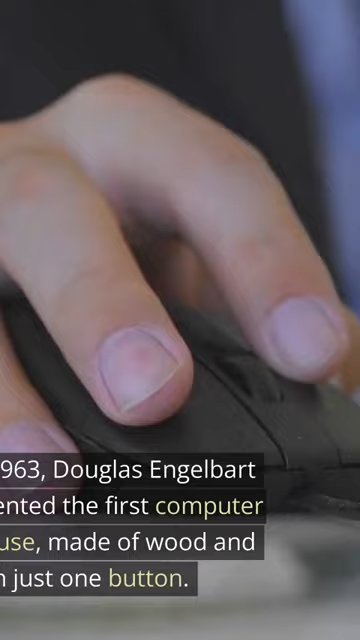 963, Douglas Engelbart
ented the first computer
use, made of wood and
n just one button.